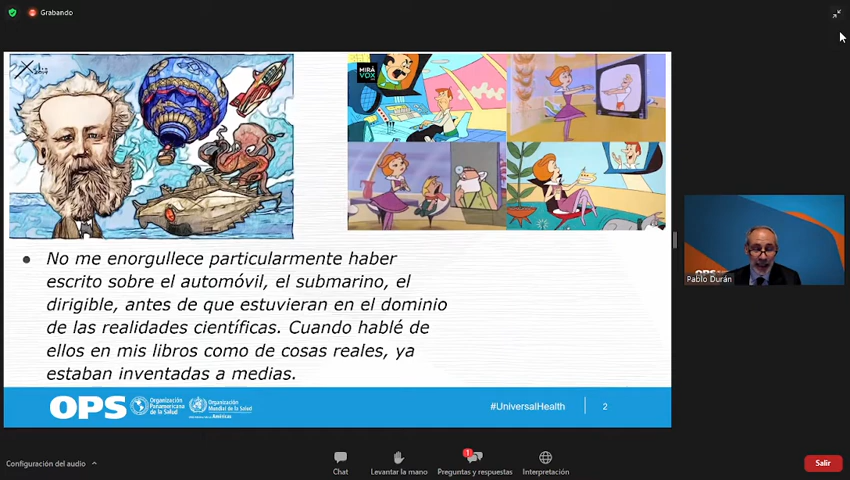 Grabando
MIRÁ
VOX
• No me enorgullece particularmente haber
escrito sobre el automóvil, el submarino, el
dirigible, antes de que estuvieran en el dominio
de las realidades científicas. Cuando hablé de
ellos en mis libros como de cosas reales, ya
estaban inventadas a medias.
Pablo Durán
OPS
Organización
Panamericana
de la Salud
Organización
Mundial de la Salud
Américas
#UniversalHealth
2
Configuración del audio
Chat
Levantar la mano
1
Preguntas y respuestas
Interpretación
Salir